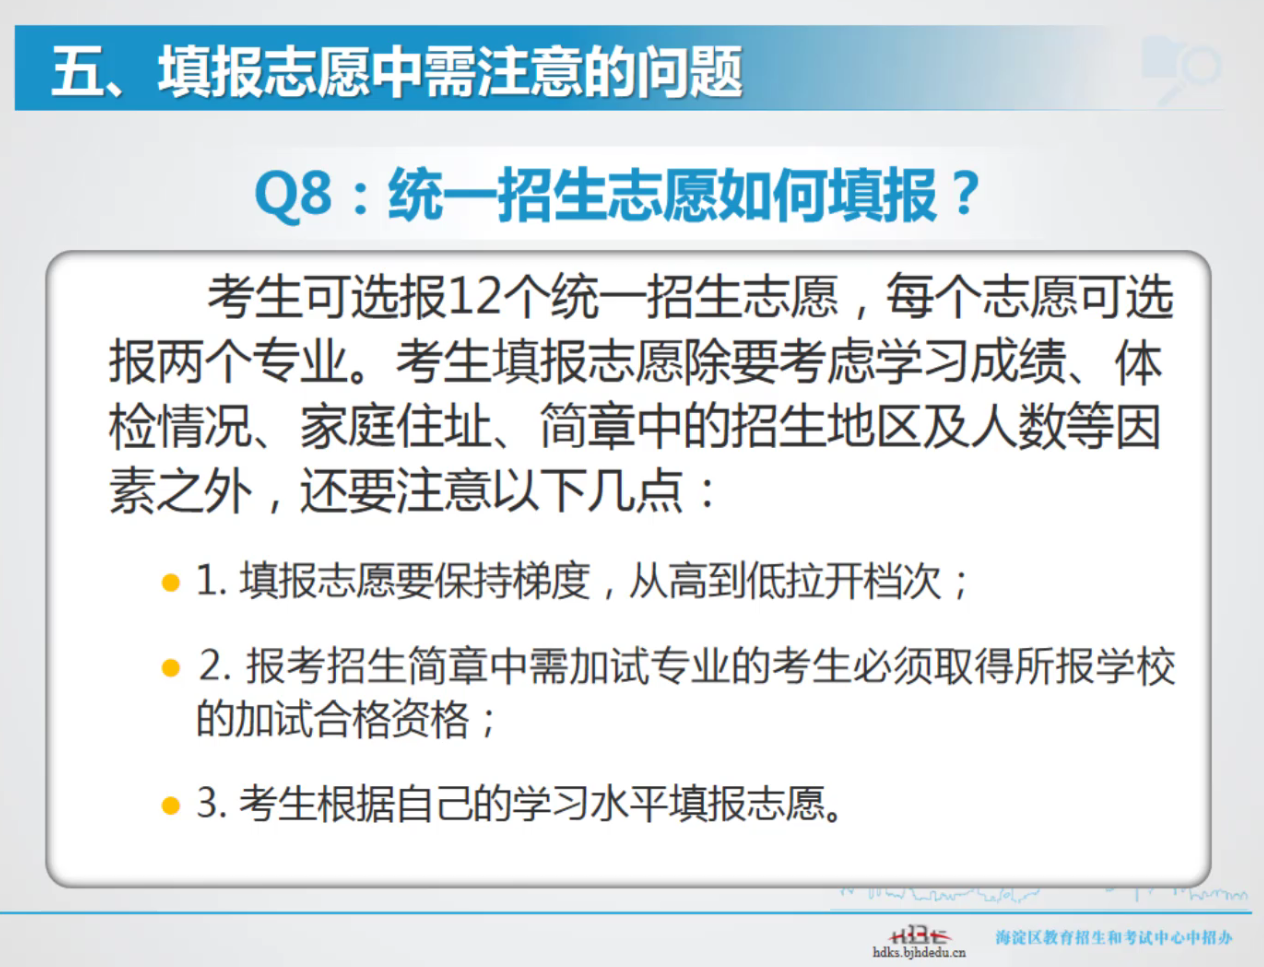 五、填报志愿中需注意的问题
Q8：统一招生志愿如何填报？
考生可选报12个统一招生志愿，每个志愿可选
报两个专业。考生填报志愿除要考虑学习成绩、体
检情况、家庭住址、简章中的招生地区及人数等因
素之外，还要注意以下几点：
1. 填报志愿要保持梯度，从高到低拉开档次；
2. 报考招生简章中需加试专业的考生必须取得所报学校
的加试合格资格；
3. 考生根据自己的学习水平填报志愿。
hdks.bjhdedu.cn
海淀区教育招生和考试中心中招办